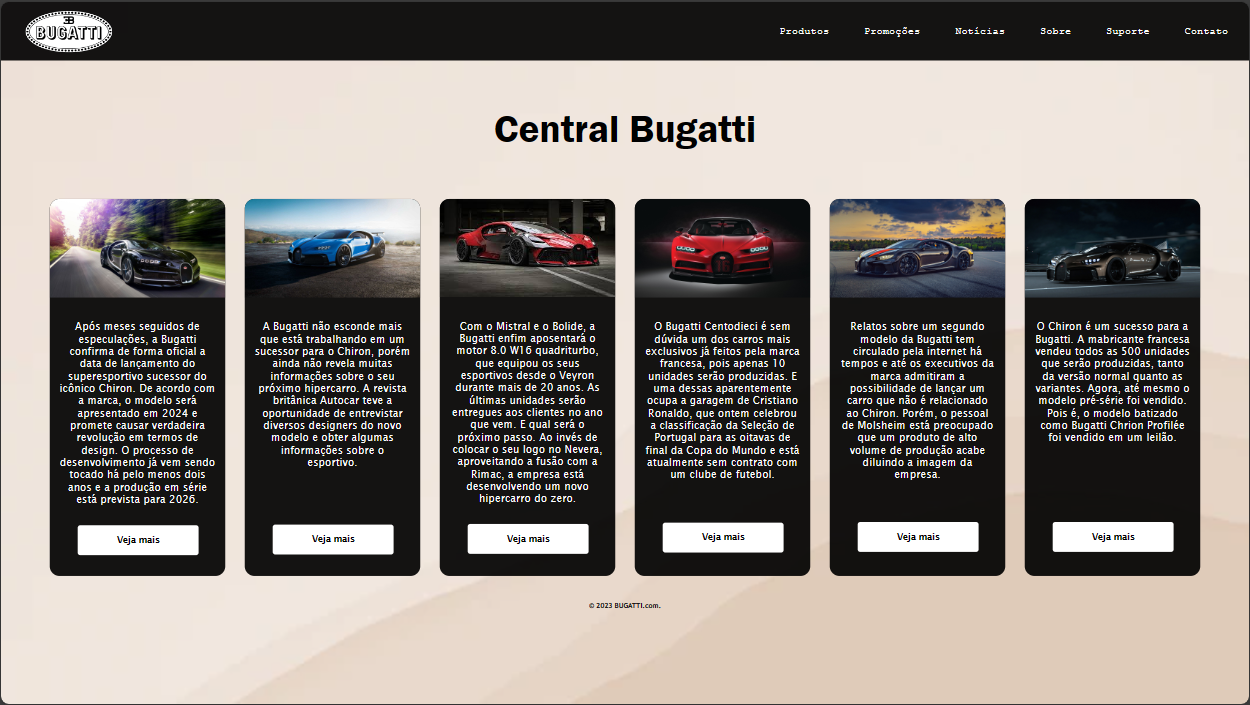 BUGATTI
Produtos Promoções Notícias Sobre Suporte Contato
Central Bugatti
Após meses seguidos de
especulações, a Bugatti
confirma de forma oficial a
data de lançamento do
superesportivo sucessor do
icônico Chiron. De acordo com
a marca, o modelo será
apresentado em 2024 e
promete causar verdadeira
revolução em termos de
design. O processo de
desenvolvimento já vem sendo
tocado há pelo menos dois
anos e a produção em série
está prevista para 2026.
Veja mais
A Bugatti não esconde mais
que está trabalhando em um
sucessor para o Chiron, porém
ainda não revela muitas
informações sobre o seu
próximo hipercarro. A revista
britânica Autocar teve a
oportunidade de entrevistar
diversos designers do novo
modelo e obter algumas
informações sobre o
esportivo.
Veja mais
Com o Mistral e o Bolide, a
Bugatti enfim aposentará o
motor 8.0 W16 quadriturbo,
que equipou os seus
esportivos desde o Veyron
durante mais de 20 anos. As
últimas unidades serão
entregues aos clientes no ano
que vem. E qual será o
próximo passo. Ao invés de
colocar o seu logo no Nevera,
aproveitando a fusão com a
Rimac, a empresa está
desenvolvendo um novo
hipercarro do zero.
Veja mais
O Bugatti Centodieci é sem
dúvida um dos carros mais
exclusivos já feitos pela marca
francesa, pois apenas 10
unidades serão produzidas. E
uma dessas aparentemente
ocupa a garagem de Cristiano
Ronaldo, que ontem celebrou
a classificação da Seleção de
Portugal para as oitavas de
final da Copa do Mundo e está
atualmente sem contrato com
um clube de futebol.
Veja mais
Relatos sobre um segundo
modelo da Bugatti tem
circulado pela internet há
tempos e até os executivos da
marca admitiram a
possibilidade de lançar um
carro que não é relacionado
ao Chiron. Porém, o pessoal
de Molsheim está preocupado
que um produto de alto
volume de produção acabe
diluindo a imagem da
empresa.
Veja mais
O Chiron é um sucesso para a
Bugatti. A mabricante francesa
vendeu todos as 500 unidades
que serão produzidas, tanto
da versão normal quanto as
variantes. Agora, até mesmo o
modelo pré-série foi vendido.
Pois é, o modelo batizado
como Bugatti Chrion Profilée
foi vendido em um leilão.
Veja mais
© 2023 BUGATTI.com.